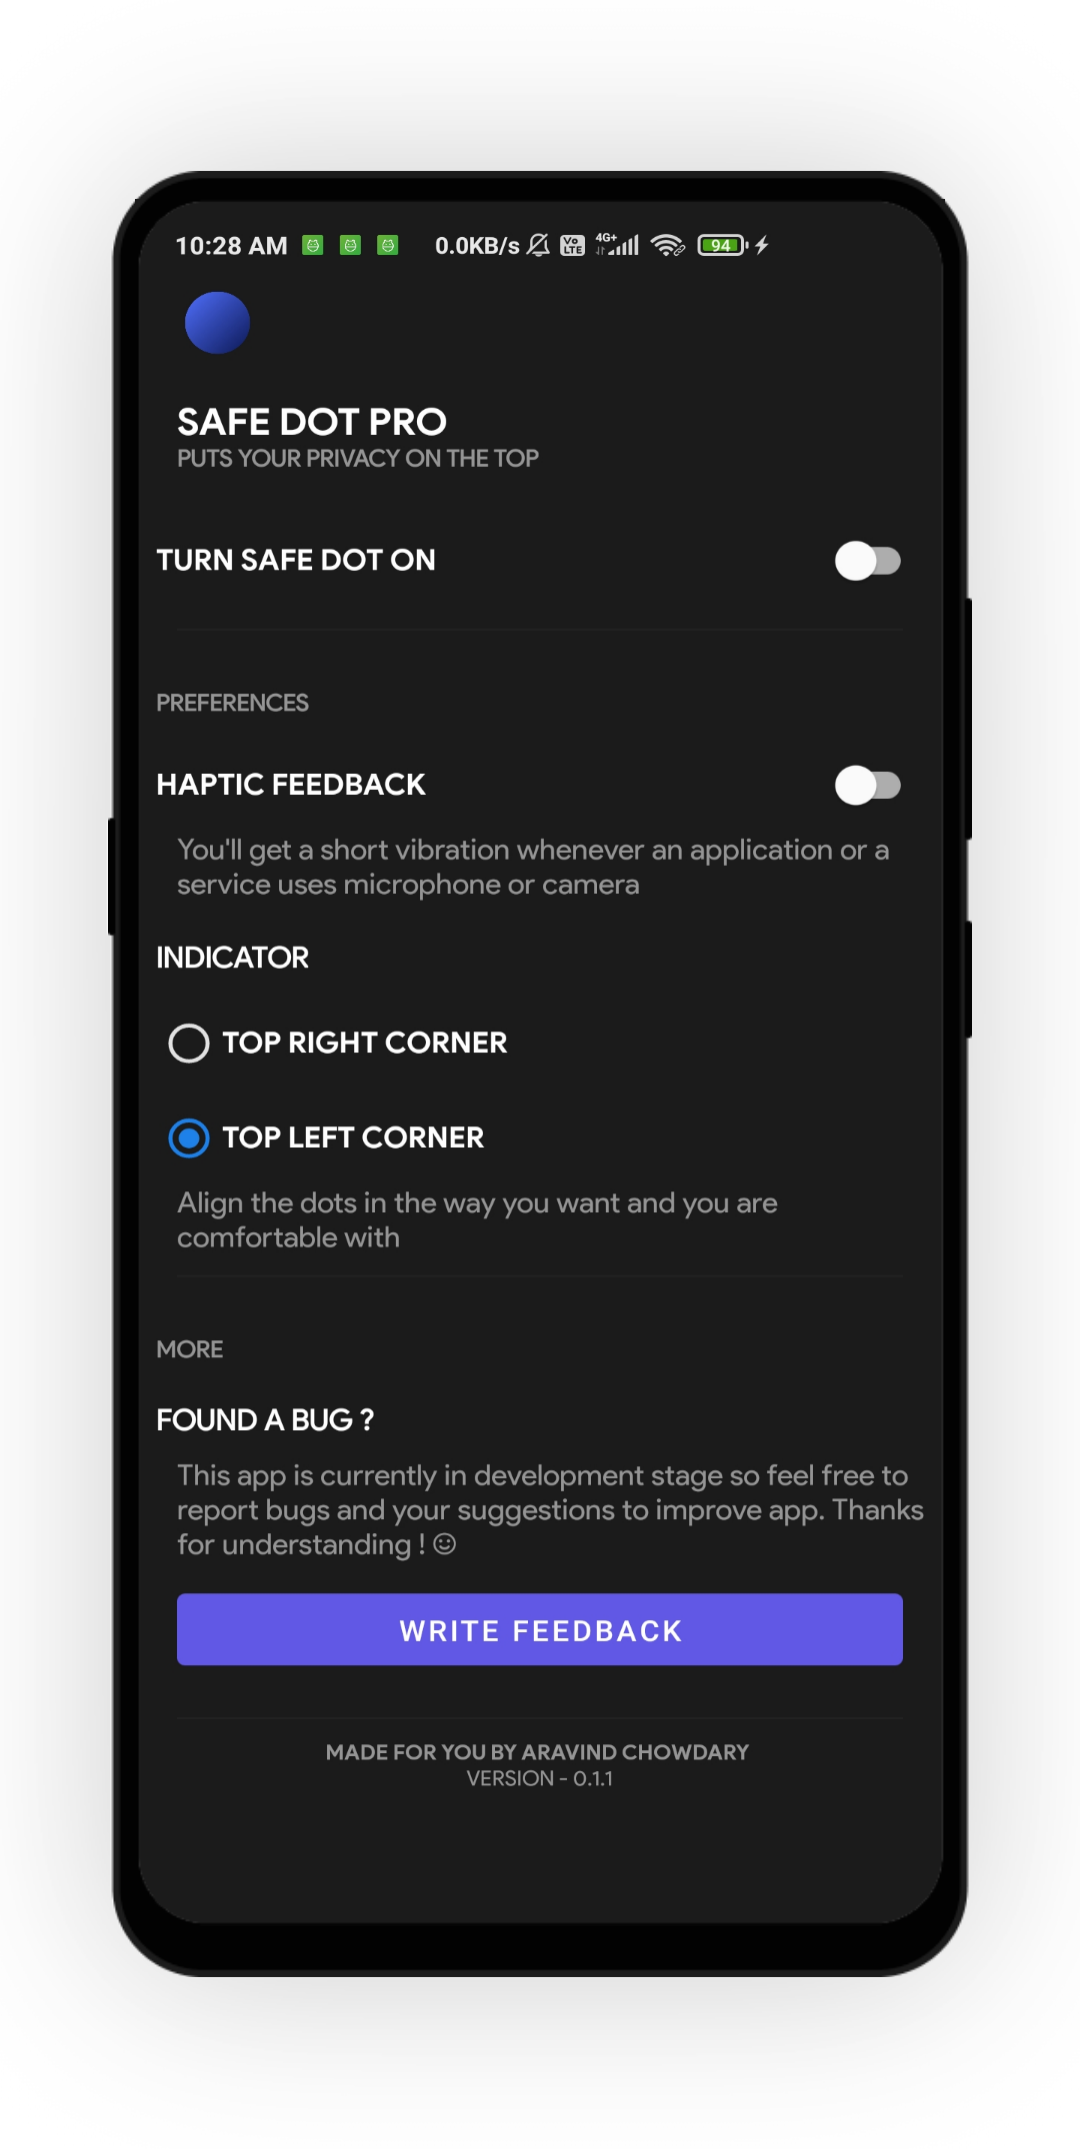 10:28 AM 0.0KB/s Vo LTE 4G+ 94
SAFE DOT PRO
PUTS YOUR PRIVACY ON THE TOP
TURN SAFE DOT ON
PREFERENCES
HAPTIC FEEDBACK
You'll get a short vibration whenever an application or a
service uses microphone or camera
INDICATOR
TOP RIGHT CORNER
TOP LEFT CORNER
Align the dots in the way you want and you are
comfortable with
MORE
FOUND A BUG ?
This app is currently in development stage so feel free to
report bugs and your suggestions to improve app. Thanks
for understanding ! ☺
WRITE FEEDBACK
MADE FOR YOU BY ARAVIND CHOWDARY
VERSION - 0.1.1